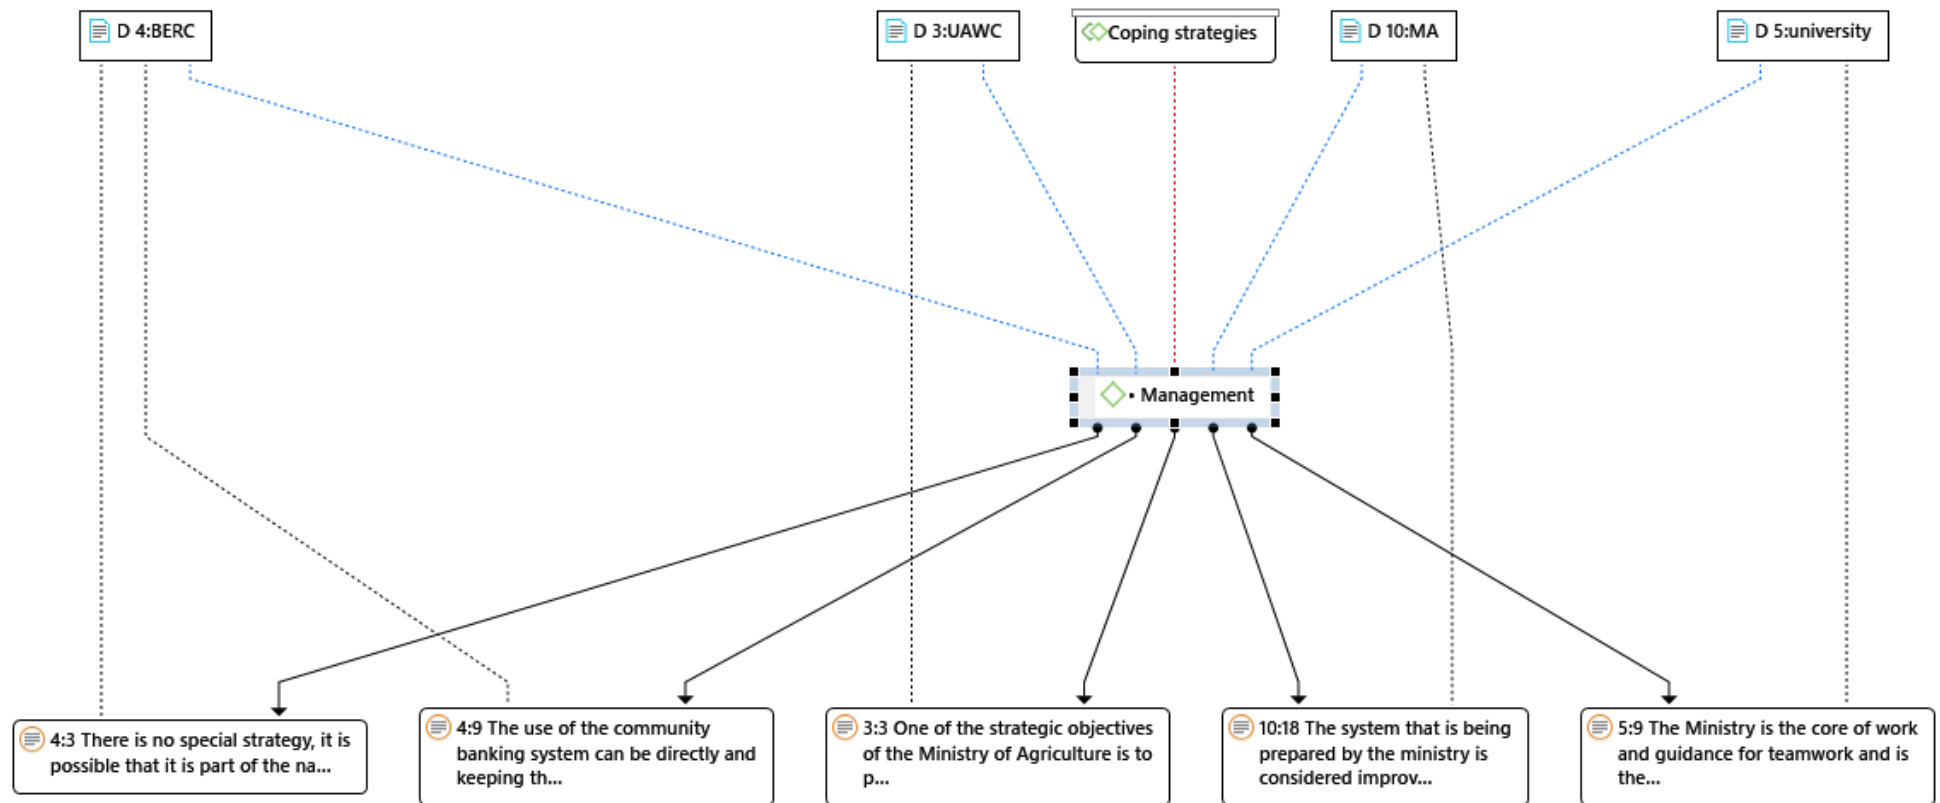 D 4:BERC
D 3:UAWC
Coping strategies
D 10:MA
D 5:university
• Management
4:3 There is no special strategy, it is
possible that it is part of the na...
4:9 The use of the community
banking system can be directly and
keeping th...
3:3 One of the strategic objectives
of the Ministry of Agriculture is to
p...
10:18 The system that is being
prepared by the ministry is
considered improv...
5:9 The Ministry is the core of work
and guidance for teamwork and is
the...